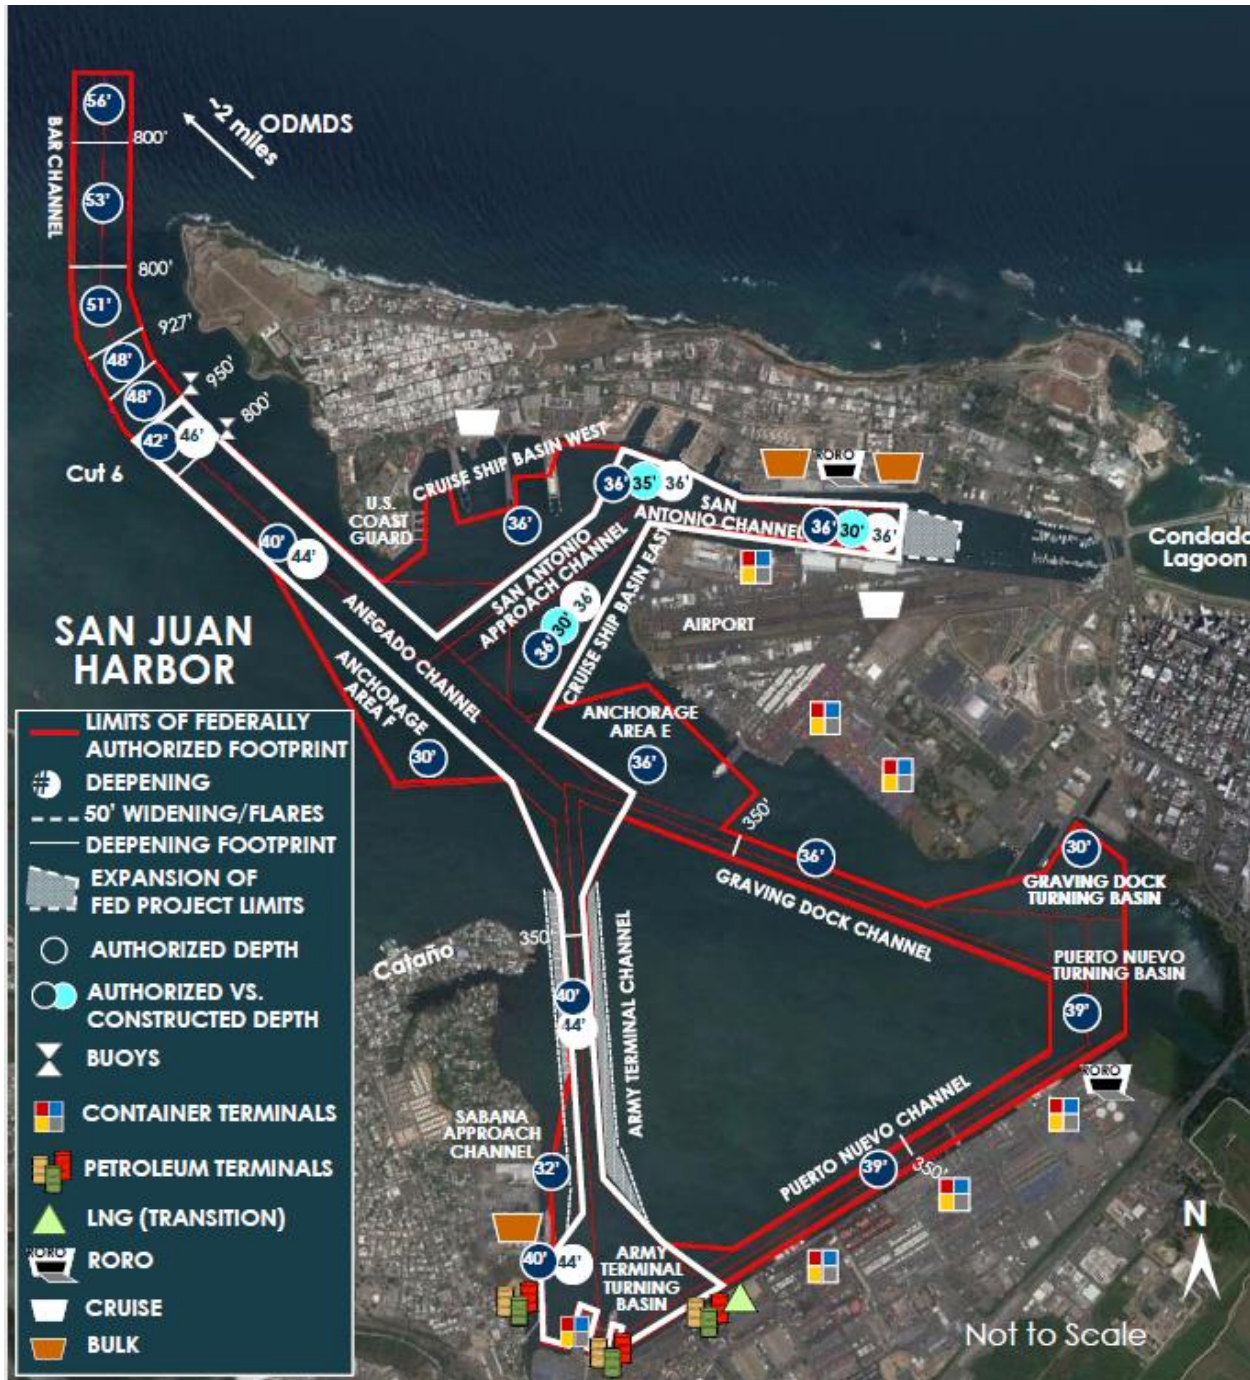 56'
~2 miles
ODMDS
800'
BAR CHANNEL
53'
800'
51'
927'
48'
950'
48'
800'
42'
46'
Cut 6
CRUISE SHIP BASIN WEST
RORO
36'
35'
36'
U.S.
COAST
GUARD
36'
SAN
ANTONIO CHANNEL
36'
30'
36'
Condado
Lagoon
40'
44'
SAN ANTONIO
APPROACH CHANNEL
36'
30'
36'
CRUISE SHIP BASIN EAST
AIRPORT
SAN JUAN
HARBOR
ANEGADO CHANNEL
ANCHORAGE
AREA F
30'
ANCHORAGE
AREA E
36'
350'
36'
30'
GRAVING DOCK
TURNING BASIN
GRAVING DOCK CHANNEL
350'
Cataño
PUERTO NUEVO
TURNING BASIN
39'
40'
44'
ARMY TERMINAL CHANNEL
RORO
SABANA
APPROACH
CHANNEL
32'
PUERTO NUEVO CHANNEL
39'
350'
40'
44'
ARMY
TERMINAL
TURNING
BASIN
N
Not to Scale
LIMITS OF FEDERALLY
AUTHORIZED FOOTPRINT
# DEEPENING
50' WIDENING/FLARES
DEEPENING FOOTPRINT
EXPANSION OF
FED PROJECT LIMITS
AUTHORIZED DEPTH
AUTHORIZED VS.
CONSTRUCTED DEPTH
BUOYS
CONTAINER TERMINALS
PETROLEUM TERMINALS
LNG (TRANSITION)
RORO RORO
CRUISE
BULK